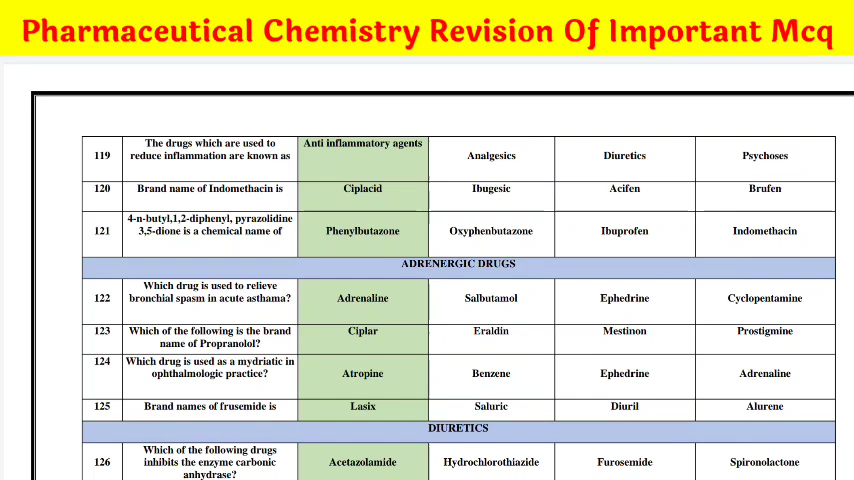 Pharmaceutical Chemistry Revision Of Important Mcq
119 The drugs which are used to reduce inflammation are known as Anti inflammatory agents Analgesics Diuretics Psychoses
120 Brand name of Indomethacin is Ciplacid Ibugesic Acifen Brufen
121 4-n-butyl,1,2-diphenyl, pyrazolidine 3,5-dione is a chemical name of Phenylbutazone Oxyphenbutazone Ibuprofen Indomethacin
ADRENERGIC DRUGS
122 Which drug is used to relieve bronchial spasm in acute asthama? Adrenaline Salbutamol Ephedrine Cyclopentamine
123 Which of the following is the brand name of Propranolol? Ciplar Eraldin Mestinon Prostigmine
124 Which drug is used as a mydriatic in ophthalmologic practice? Atropine Benzene Ephedrine Adrenaline
125 Brand names of frusemide is Lasix Saluric Diuril Alurene
DIURETICS
126 Which of the following drugs inhibits the enzyme carbonic anhydrase? Acetazolamide Hydrochlorothiazide Furosemide Spironolactone